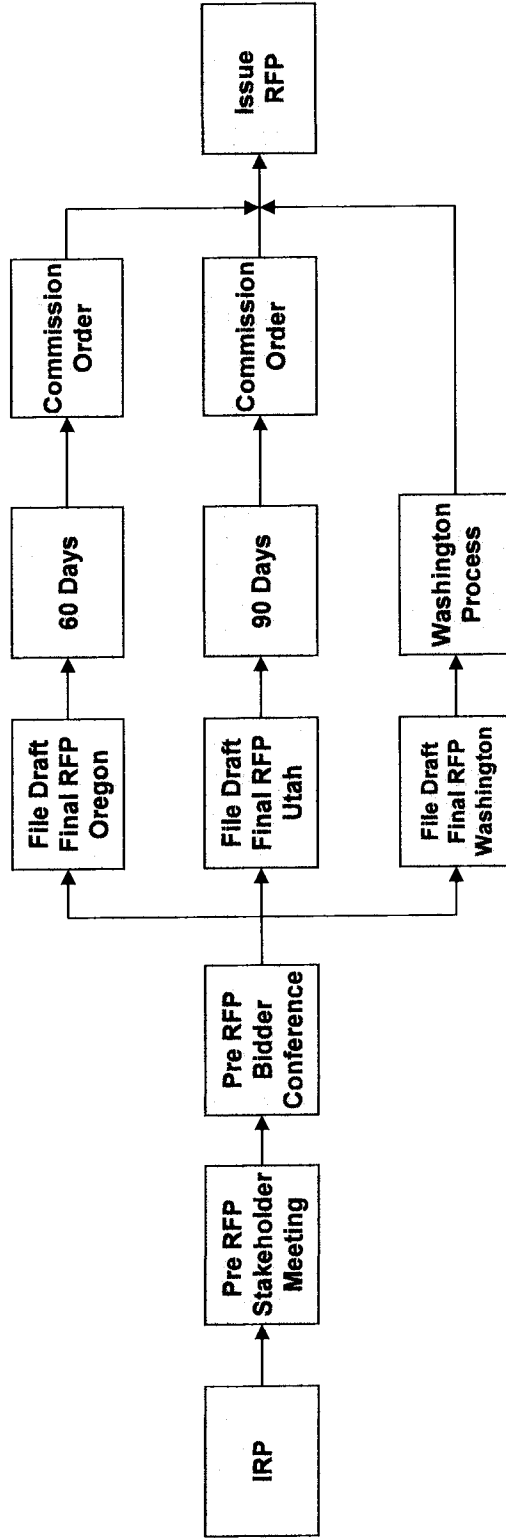 IRP
Pre RFP
Stakeholder
Meeting
Pre RFP
Bidder
Conference
File Draft
Final RFP
Oregon
60 Days
Commission
Order
File Draft
Final RFP
Utah
90 Days
Commission
Order
File Draft
Final RFP
Washington
Washington
Process
Issue
RFP